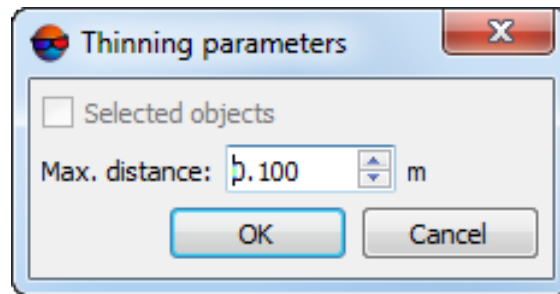 Thinning parameters
Selected objects
Max. distance: 0.100 m
OK Cancel